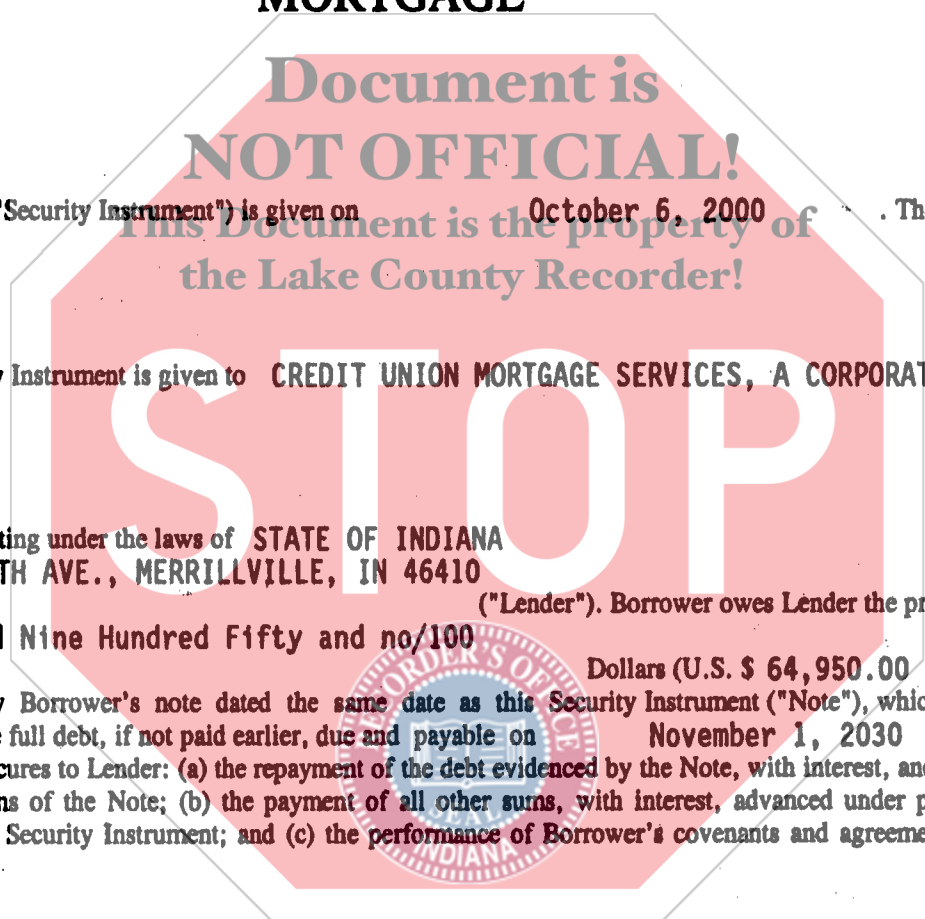 MORTGAGE
Document is
NOT OFFICIAL!
"Security Instrument") is given on October 6, 2000 . Th
This Document is the property of
the Lake County Recorder!
Instrument is given to CREDIT UNION MORTGAGE SERVICES, A CORPORAT
STOP
ting under the laws of STATE OF INDIANA
TH AVE., MERRILLVILLE, IN 46410
("Lender"). Borrower owes Lender the pr
Nine Hundred Fifty and no/100
Dollars (U.S. $ 64,950.00
Borrower's note dated the same date as this Security Instrument ("Note"), whic
full debt, if not paid earlier, due and payable on November 1, 2030
cures to Lender: (a) the repayment of the debt evidenced by the Note, with interest, and
ns of the Note; (b) the payment of all other sums, with interest, advanced under p
Security Instrument; and (c) the performance of Borrower's covenants and agreeme
RECORDER'S OFFICE
SEAL
INDIANA